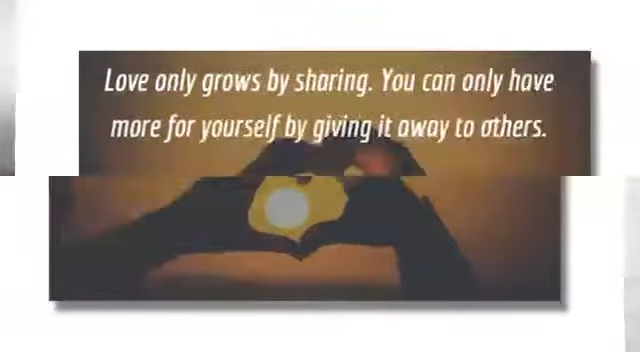 Love only grows by sharing. You can only have
more for yourself by giving it away to others.